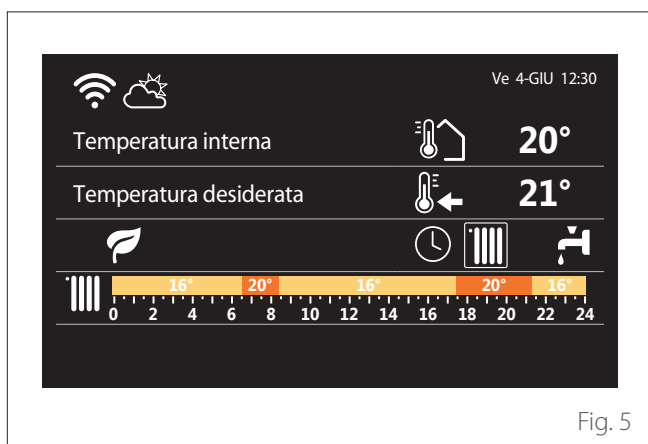 Ve 4-GIU 12:30
Temperatura interna 20°
Temperatura desiderata 21°
16° 20° 16° 20° 16°
0 2 4 6 8 10 12 14 16 18 20 22 24
Fig. 5